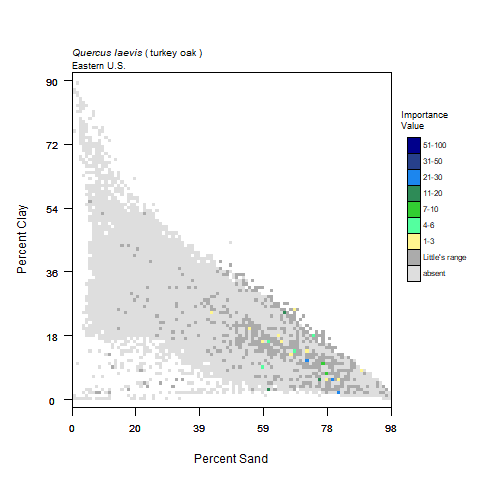 Quercus laevis ( turkey oak )
Eastern U.S.
Importance
Value
51-100
31-50
21-30
11-20
7-10
4-6
1-3
Little's range
absent
Percent Clay
90
72
54
36
18
0
0 20 39 59 78 98
Percent Sand